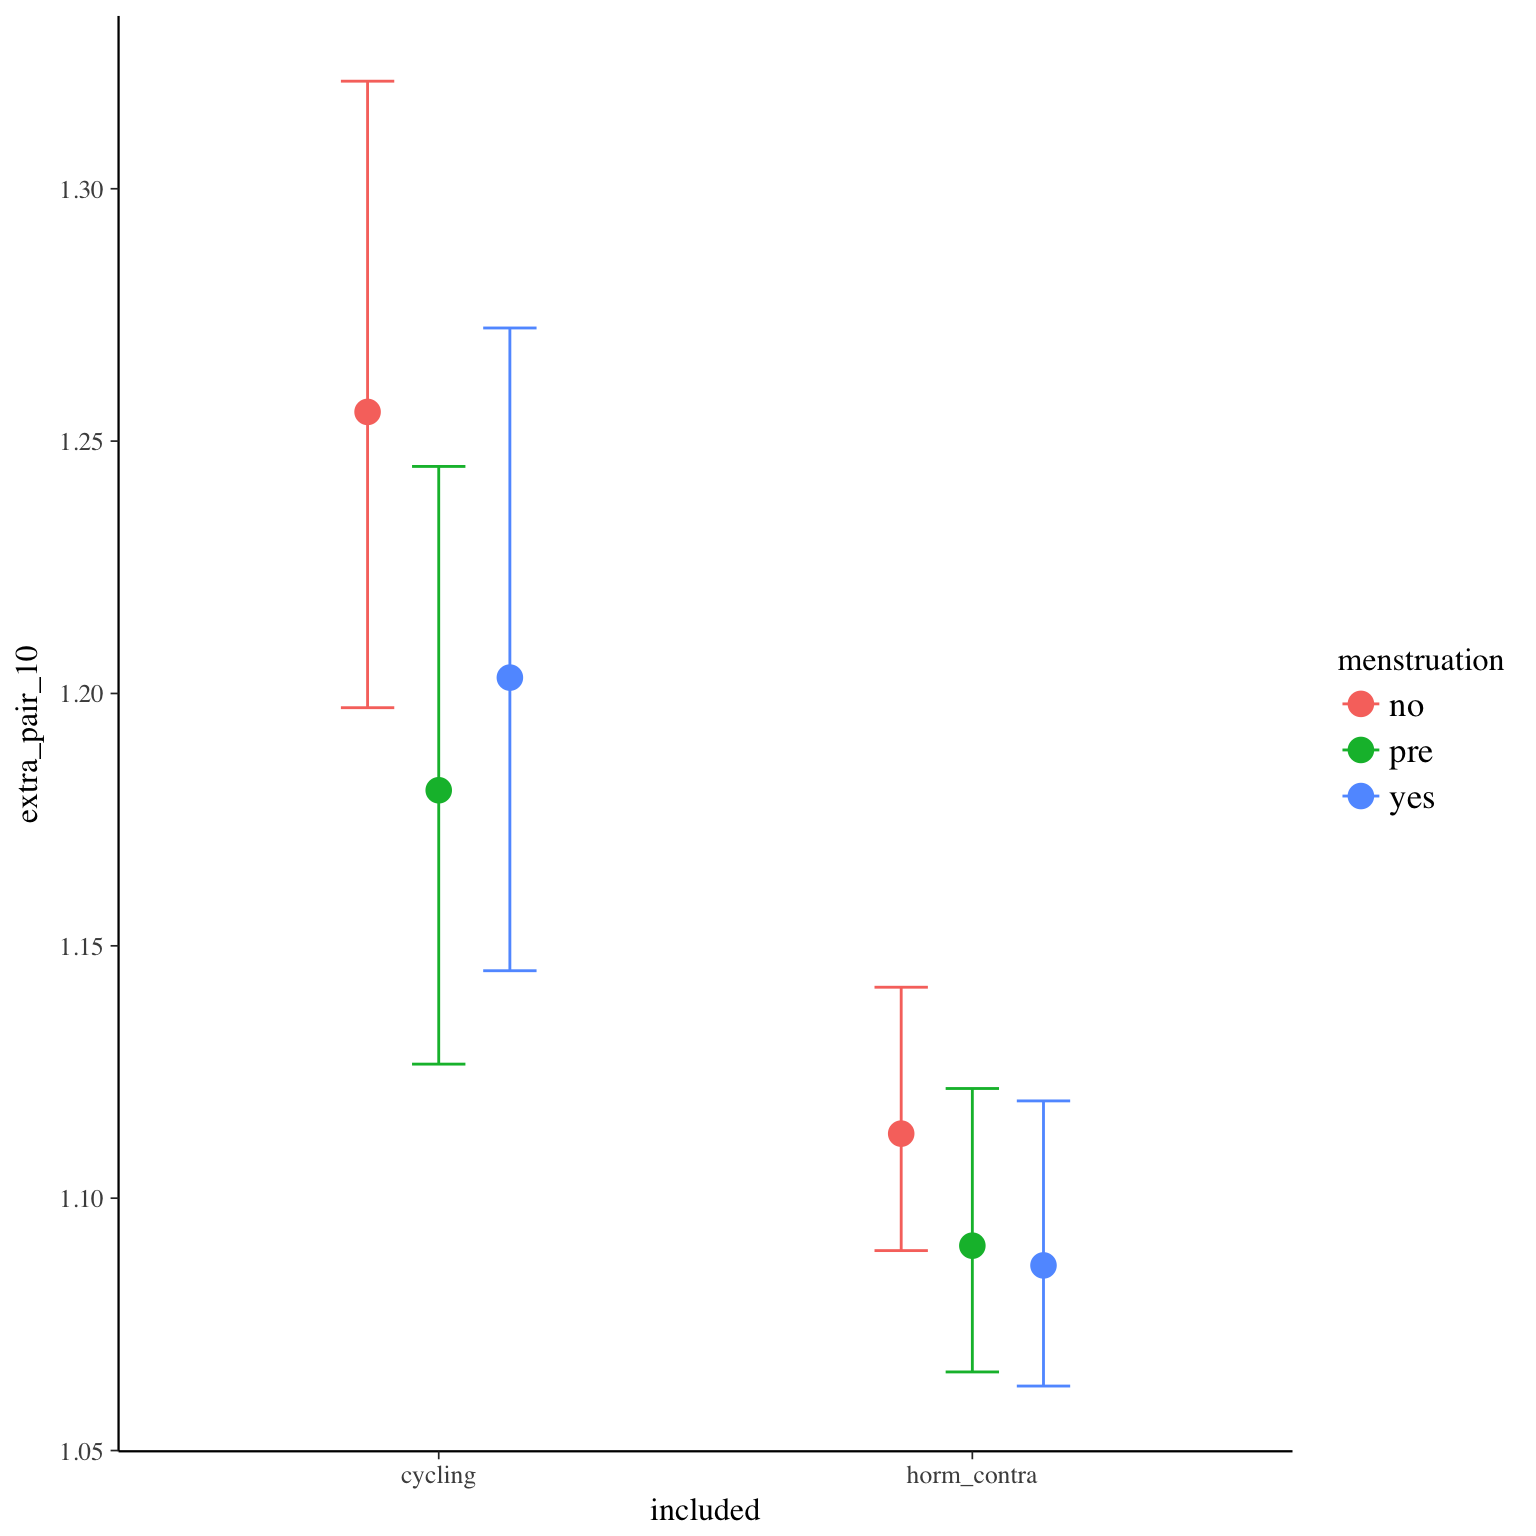 extra_pair_10
1.30
1.25
1.20
1.15
1.10
1.05
cycling
horm_contra
included
menstruation
no
pre
yes